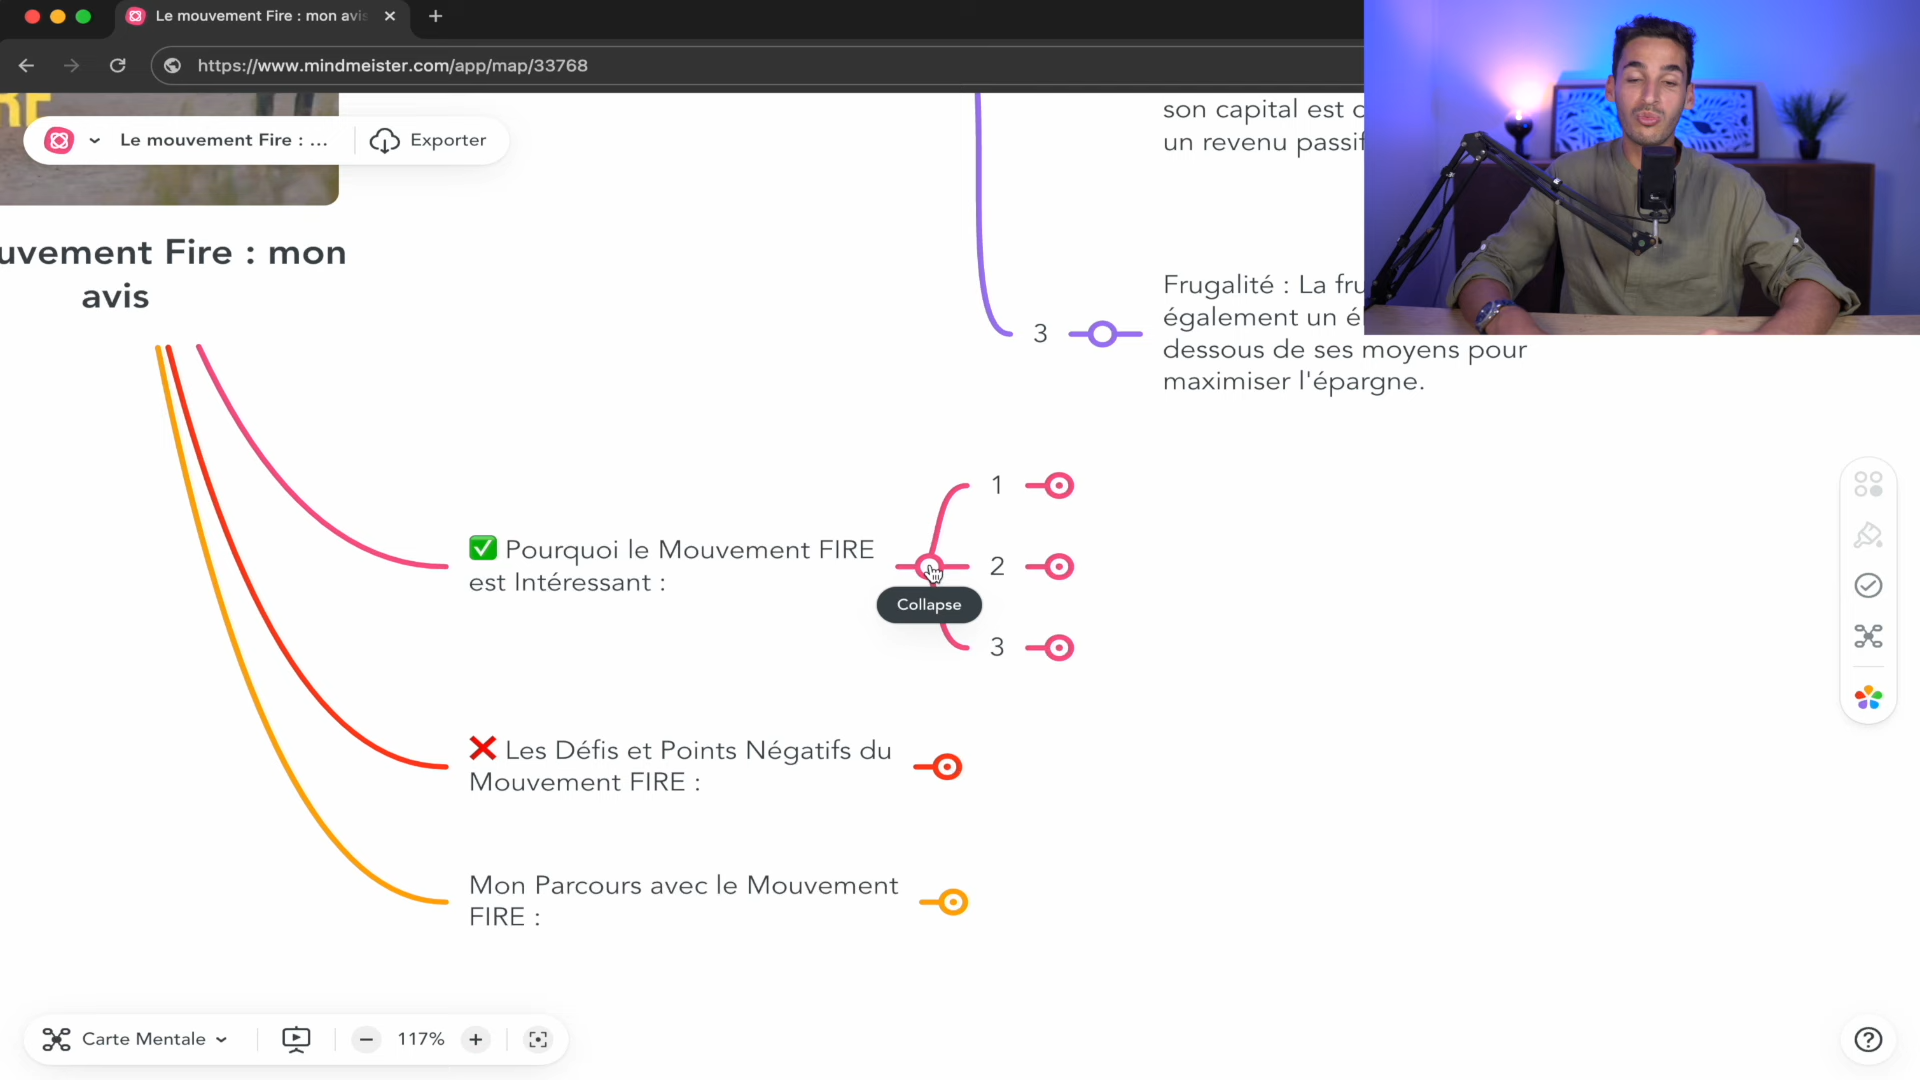 Le mouvement Fire : mon avis
https://www.mindmeister.com/app/map/33768
Le mouvement Fire : ...
Exporter
son capital est
un revenu passif
uvement Fire : mon
avis
Frugalité : La
également un
dessous de ses moyens pour
maximiser l'épargne.
3
1
✅ Pourquoi le Mouvement FIRE
est Intéressant :
2
Collapse
3
❌ Les Défis et Points Négatifs du
Mouvement FIRE :
Mon Parcours avec le Mouvement
FIRE :
Carte Mentale
117%